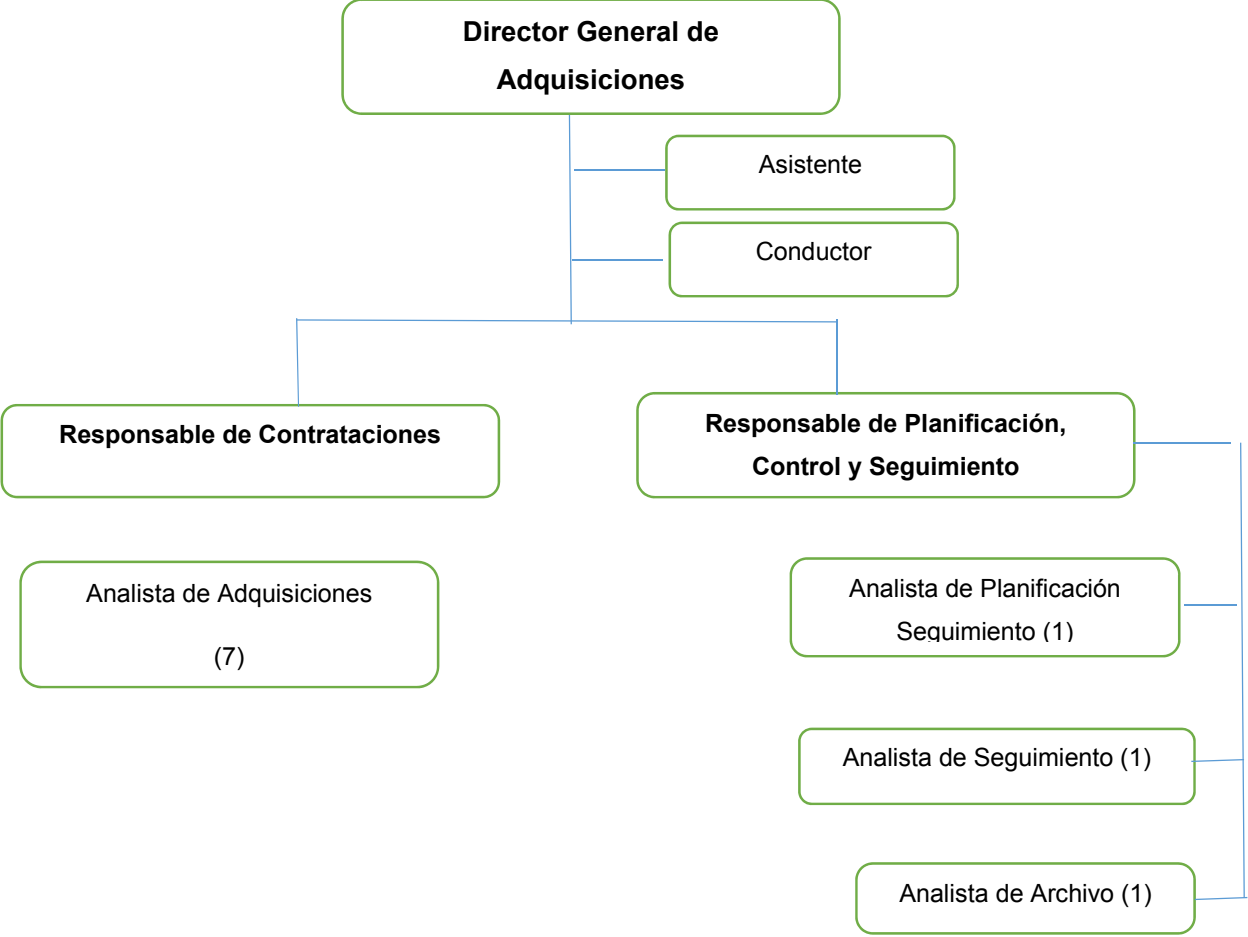 Director General de
Adquisiciones
Asistente
Conductor
Responsable de Contrataciones
Responsable de Planificación,
Control y Seguimiento
Analista de Adquisiciones
(7)
Analista de Planificación
Seguimiento (1)
Analista de Seguimiento (1)
Analista de Archivo (1)